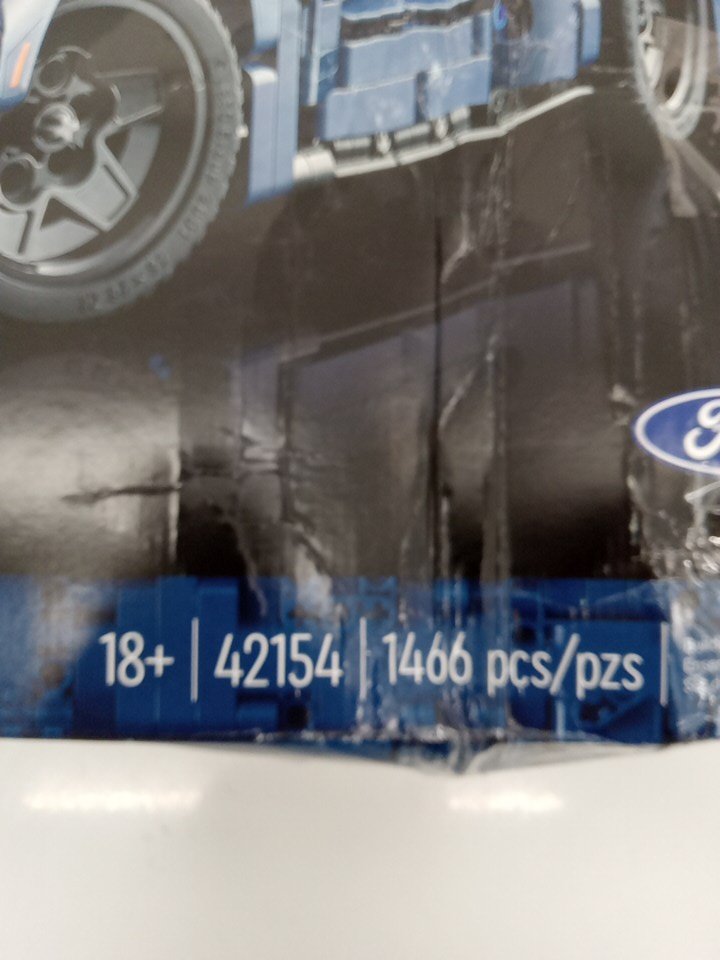 18+ | 42154 | 1466 pcs/pzs |